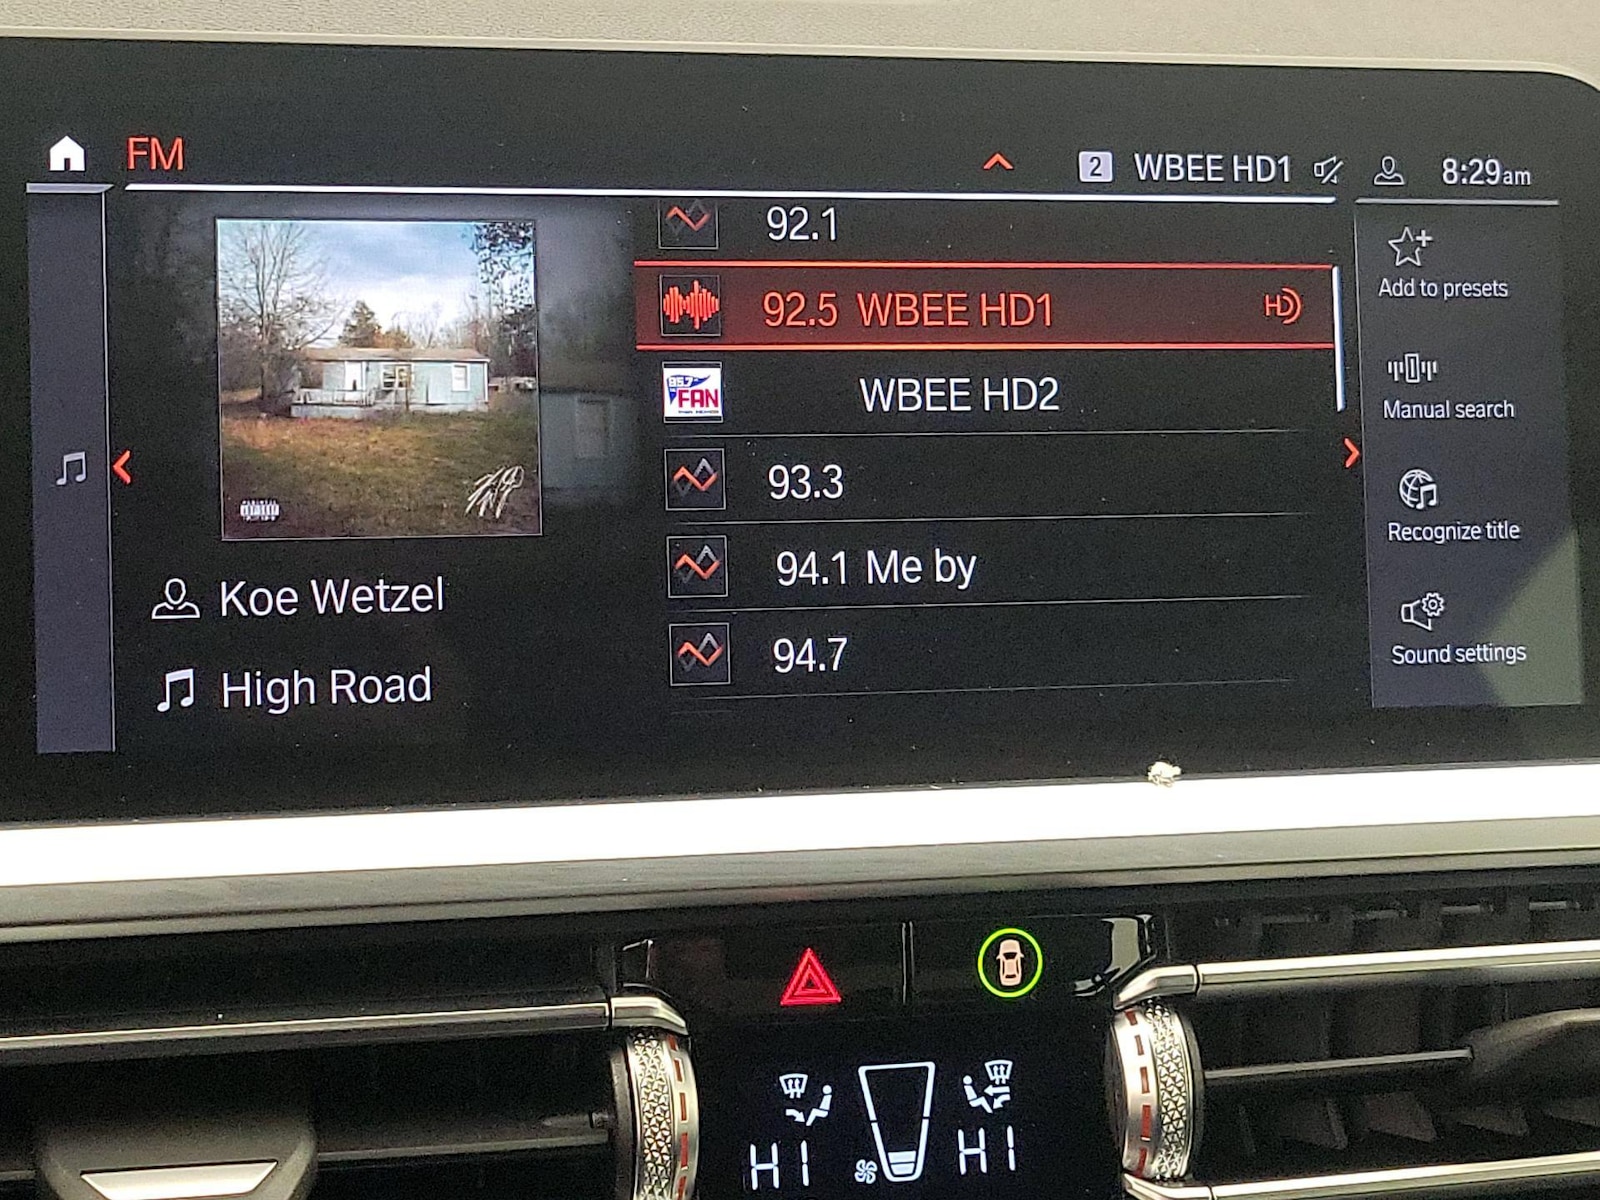 FM
2 WBEE HD1
8:29am
92.1
92.5 WBEE HD1
HD
95.7 FAN
WBEE HD2
93.3
94.1 Me by
94.7
Koe Wetzel
High Road
Add to presets
Manual search
Recognize title
Sound settings
HI
HI